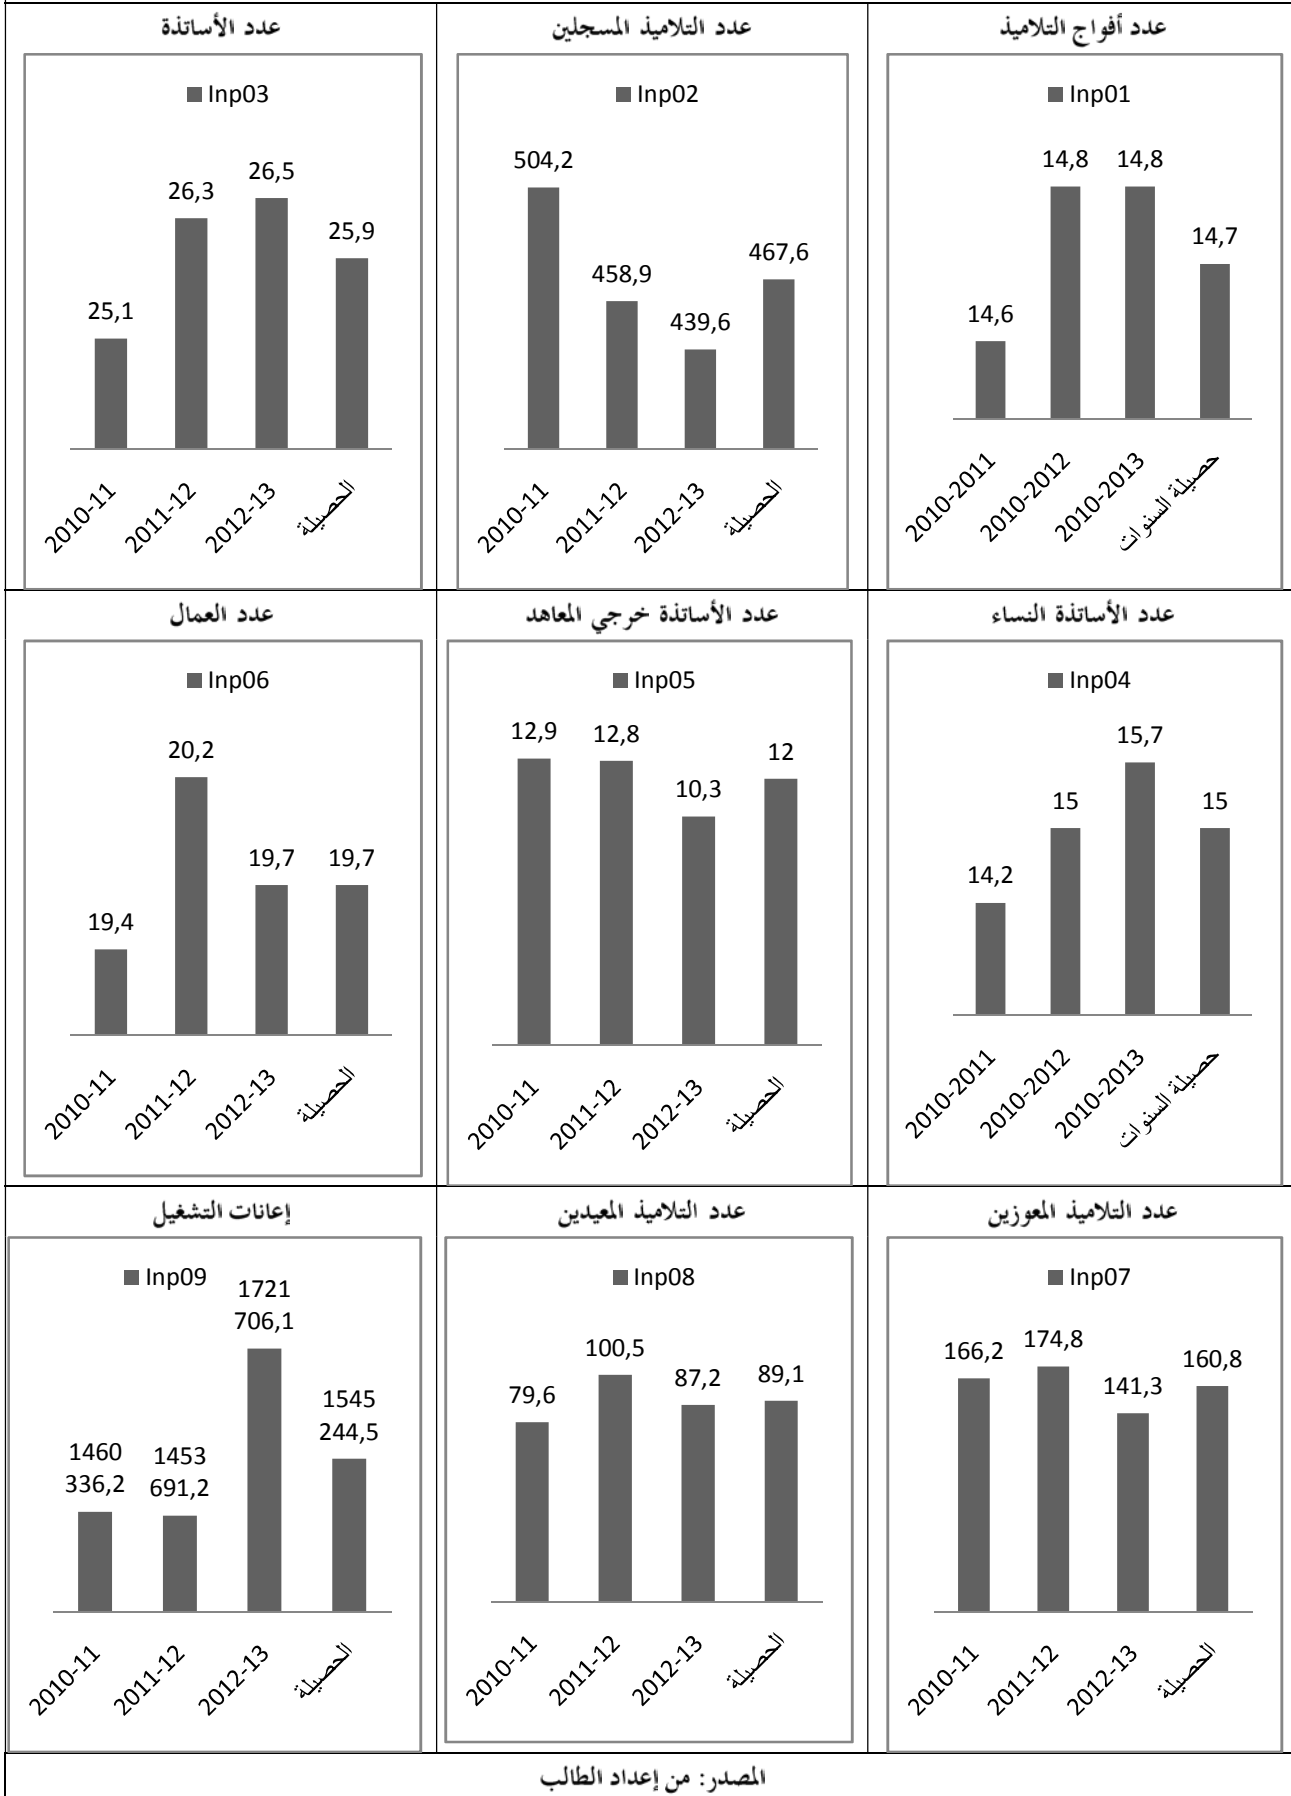 عدد أفواج التلاميذ
Inp01
14,6
14,8
14,8
14,7
2010-2011
2010-2012
2010-2013
حصيلة السنوات
عدد التلاميذ المسجلين
Inp02
504,2
458,9
439,6
467,6
2010-11
2011-12
2012-13
الحصيلة
عدد الأساتذة
Inp03
25,1
26,3
26,5
25,9
2010-11
2011-12
2012-13
الحصيلة
عدد الأساتذة النساء
Inp04
14,2
15
15,7
15
2010-2011
2010-2012
2010-2013
حصيلة السنوات
عدد الأساتذة خرجي المعاهد
Inp05
12,9
12,8
10,3
12
2010-11
2011-12
2012-13
الحصيلة
عدد العمال
Inp06
19,4
20,2
19,7
19,7
2010-11
2011-12
2012-13
الحصيلة
عدد التلاميذ المعوزين
Inp07
166,2
174,8
141,3
160,8
2010-11
2011-12
2012-13
الحصيلة
عدد التلاميذ المعيدين
Inp08
79,6
100,5
87,2
89,1
2010-11
2011-12
2012-13
الحصيلة
إعانات التشغيل
Inp09
1460
336,2
1453
691,2
1721
706,1
1545
244,5
2010-11
2011-12
2012-13
الحصيلة
المصدر: من إعداد الطالب